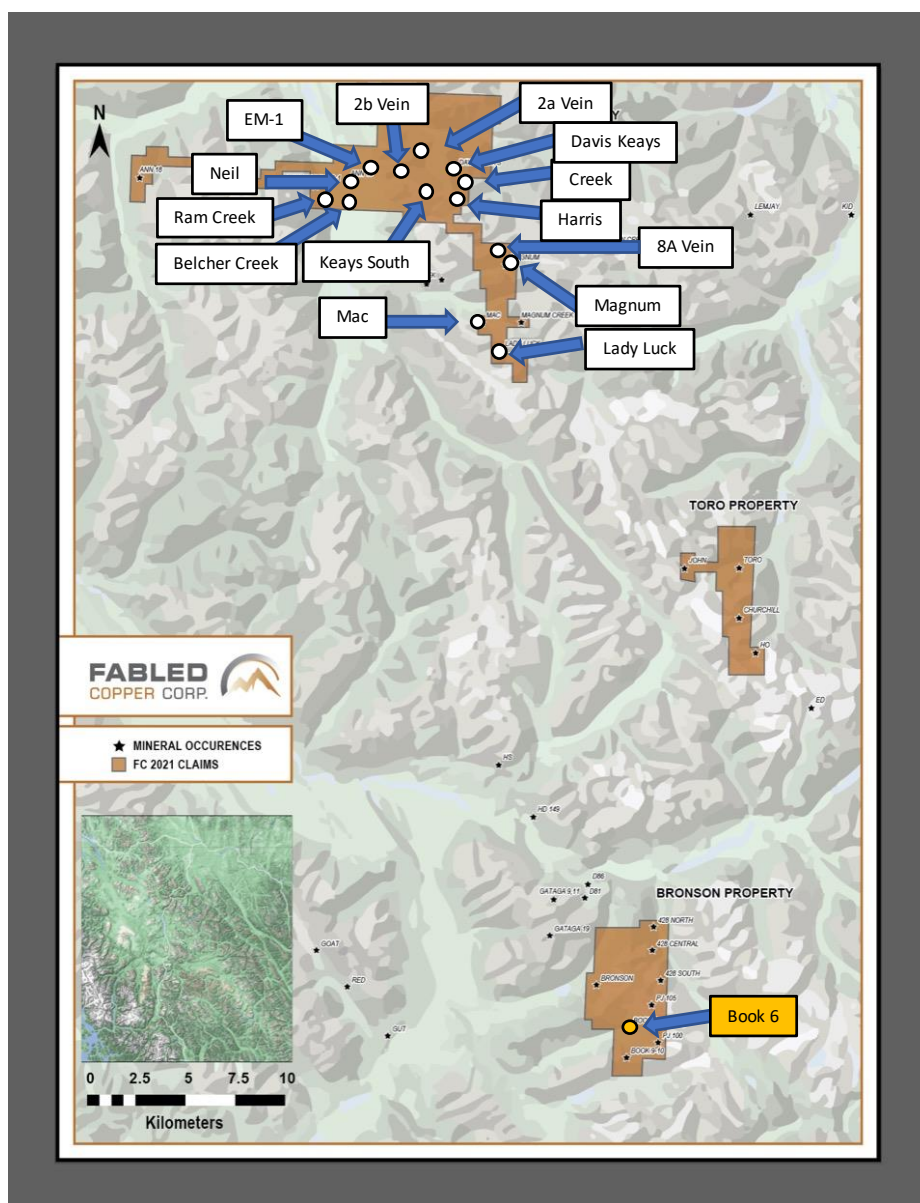 2b Vein
2a Vein
EM-1
N
Davis Keays
Neil
ANN 16
Creek
Ram Creek
Harris
LEMJAY
KID
Belcher Creek
Keays South
8A Vein
Magnum
Mac
MAC
MAGNUM CREEK
Lady Luck
TORO PROPERTY
JOHN
TORO
CHURCHILL
HO
FABLED
COPPER CORP.
ED
MINERAL OCCURENCES
FC 2021 CLAIMS
HS
HD 149
D86
GATAGA 9,11
D81
BRONSON PROPERTY
GATAGA 19
428 NORTH
GOAT
428 CENTRAL
RED
BRONSON
428 SOUTH
PJ 105
Book 6
GUT
PJ 100
BOOK 9,10
0 2.5 5 7.5 10
Kilometers